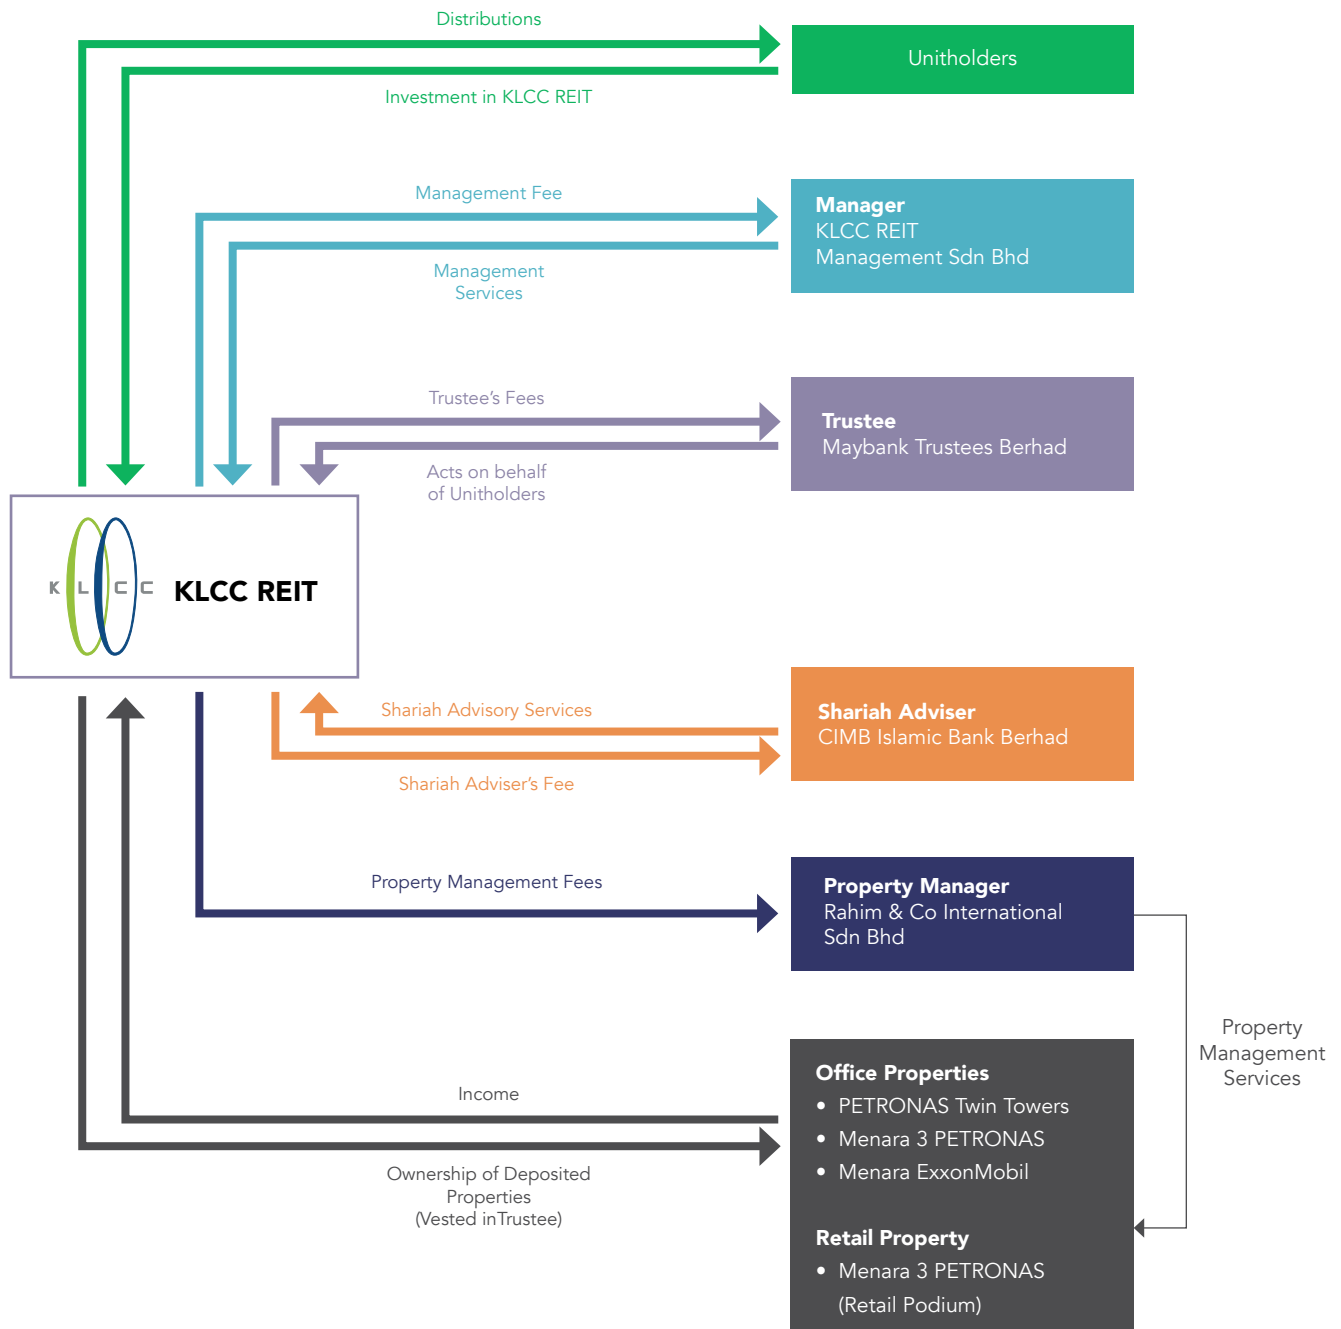 Distributions
Unitholders
Investment in KLCC REIT
Management Fee
Manager
KLCC REIT
Management Sdn Bhd
Management
Services
Trustee's Fees
Trustee
Maybank Trustees Berhad
Acts on behalf
of Unitholders
K L C C
KLCC REIT
Shariah Advisory Services
Shariah Adviser
CIMB Islamic Bank Berhad
Shariah Adviser's Fee
Property Management Fees
Property Manager
Rahim & Co International
Sdn Bhd
Property
Management
Services
Income
Ownership of Deposited
Properties
(Vested inTrustee)
Office Properties
• PETRONAS Twin Towers
• Menara 3 PETRONAS
• Menara ExxonMobil
Retail Property
• Menara 3 PETRONAS
(Retail Podium)